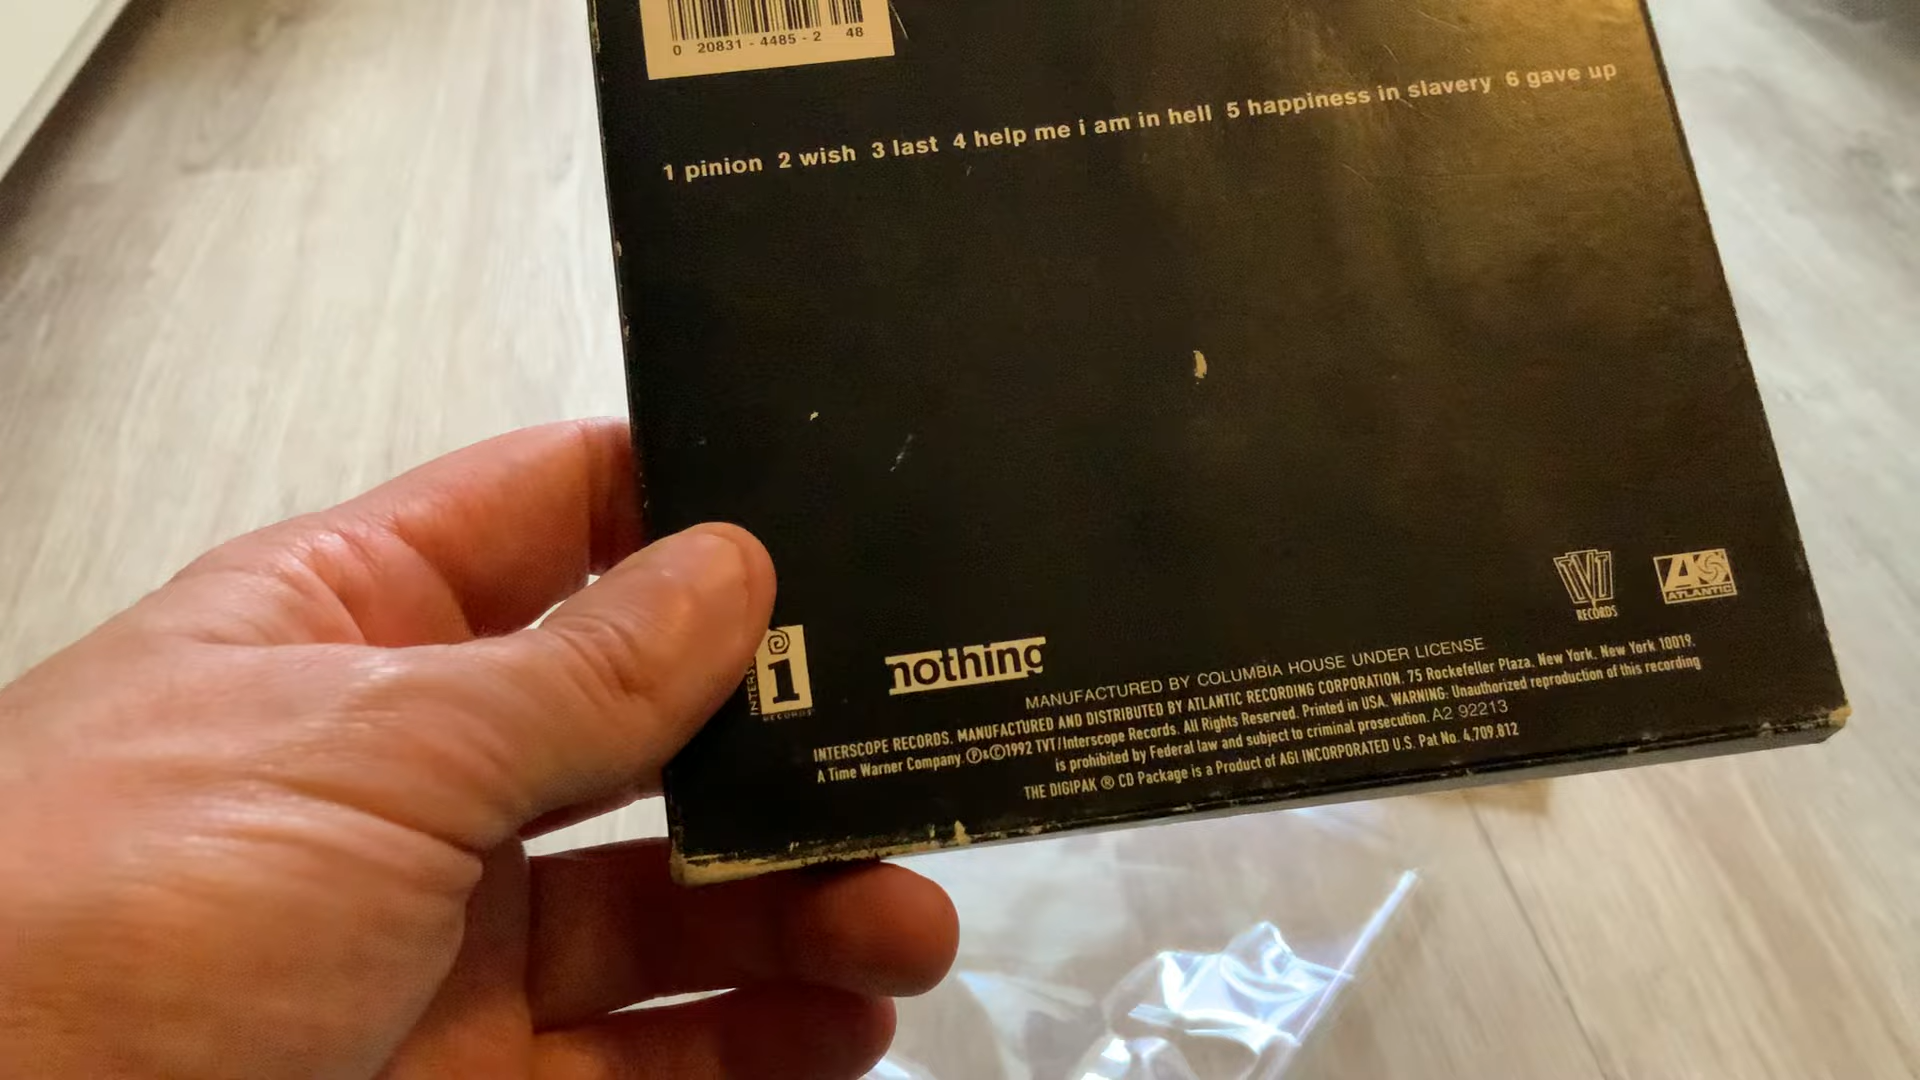 0 20831 - 4485 - 2 48
1 pinion 2 wish 3 last 4 help me i am in hell 5 happiness in slavery 6 gave up
TVT
RECORDS
ATLANTIC
i
RECORDS
nothing
MANUFACTURED BY COLUMBIA HOUSE UNDER LICENSE
INTERSCOPE RECORDS. MANUFACTURED AND DISTRIBUTED BY ATLANTIC RECORDING CORPORATION. 75 Rockefeller Plaza. New York. New York 10019.
A Time Warner Company. Ⓟ&©1992 TVT/Interscope Records. All Rights Reserved. Printed in USA. WARNING: Unauthorized reproduction of this recording
is prohibited by Federal law and subject to criminal prosecution. A2 92213
THE DIGIPAK ® CD Package is a Product of AGI INCORPORATED U.S. Pat No. 4,709,812